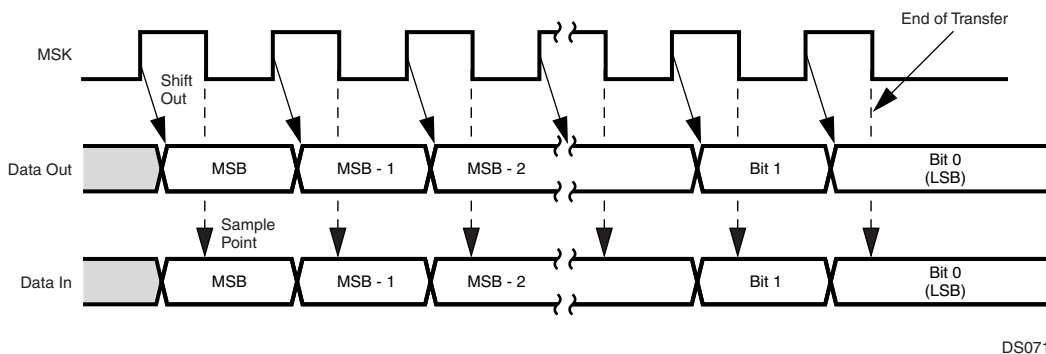 End of Transfer
MSK
Shift
Out
Data Out
MSB
MSB - 1
MSB - 2
Bit 1
Bit 0
(LSB)
Sample
Point
Data In
MSB
MSB - 1
MSB - 2
Bit 1
Bit 0
(LSB)
DS071